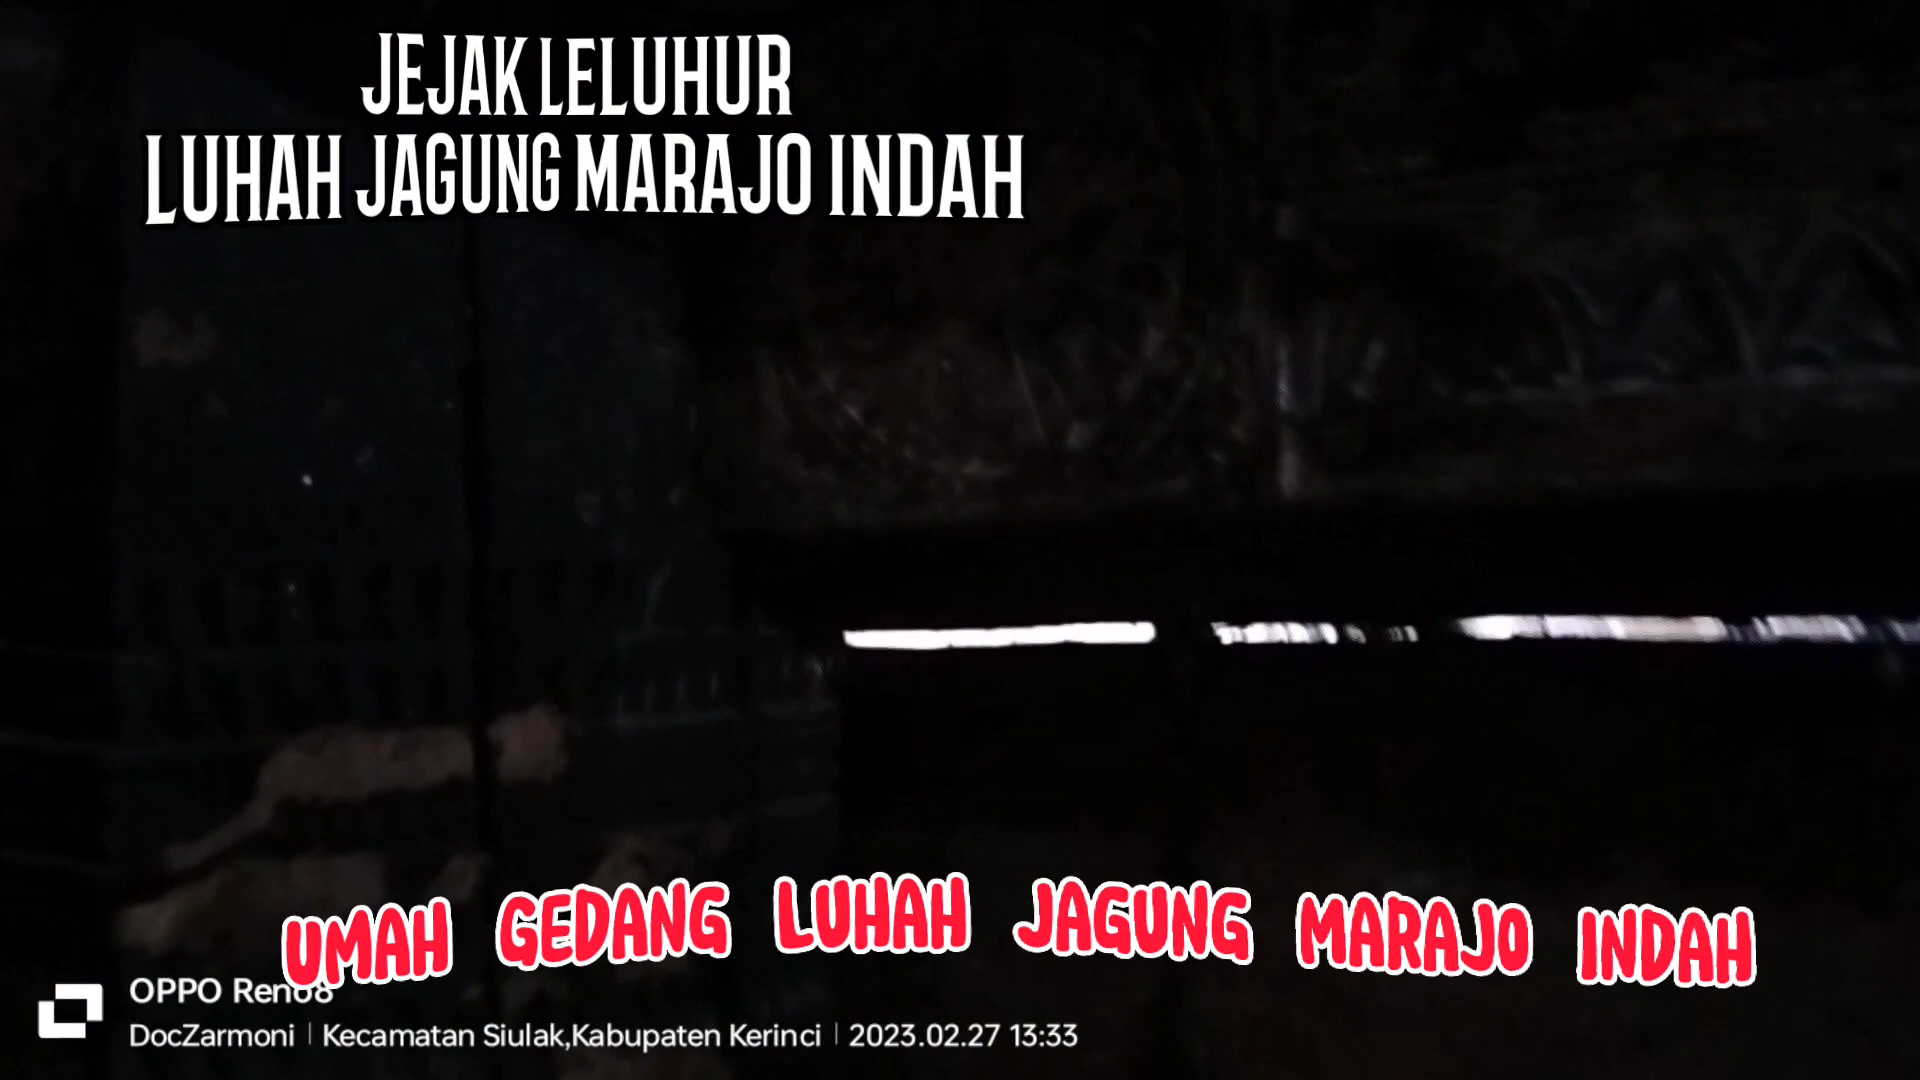 JEJAK LELUHUR
LUHAH JAGUNG MARAJO INDAH
UMAH GEDANG LUHAH JAGUNG MARAJO INDAH
OPPO Reno8
DocZarmoni | Kecamatan Siulak,Kabupaten Kerinci | 2023.02.27 13:33